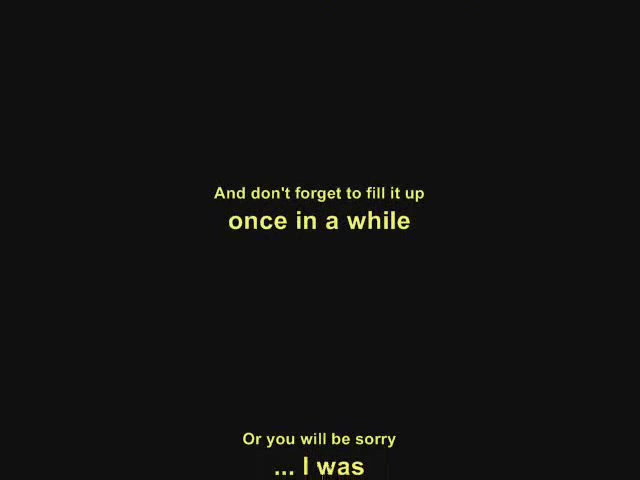 And don't forget to fill it up
once in a while
Or you will be sorry
... I was